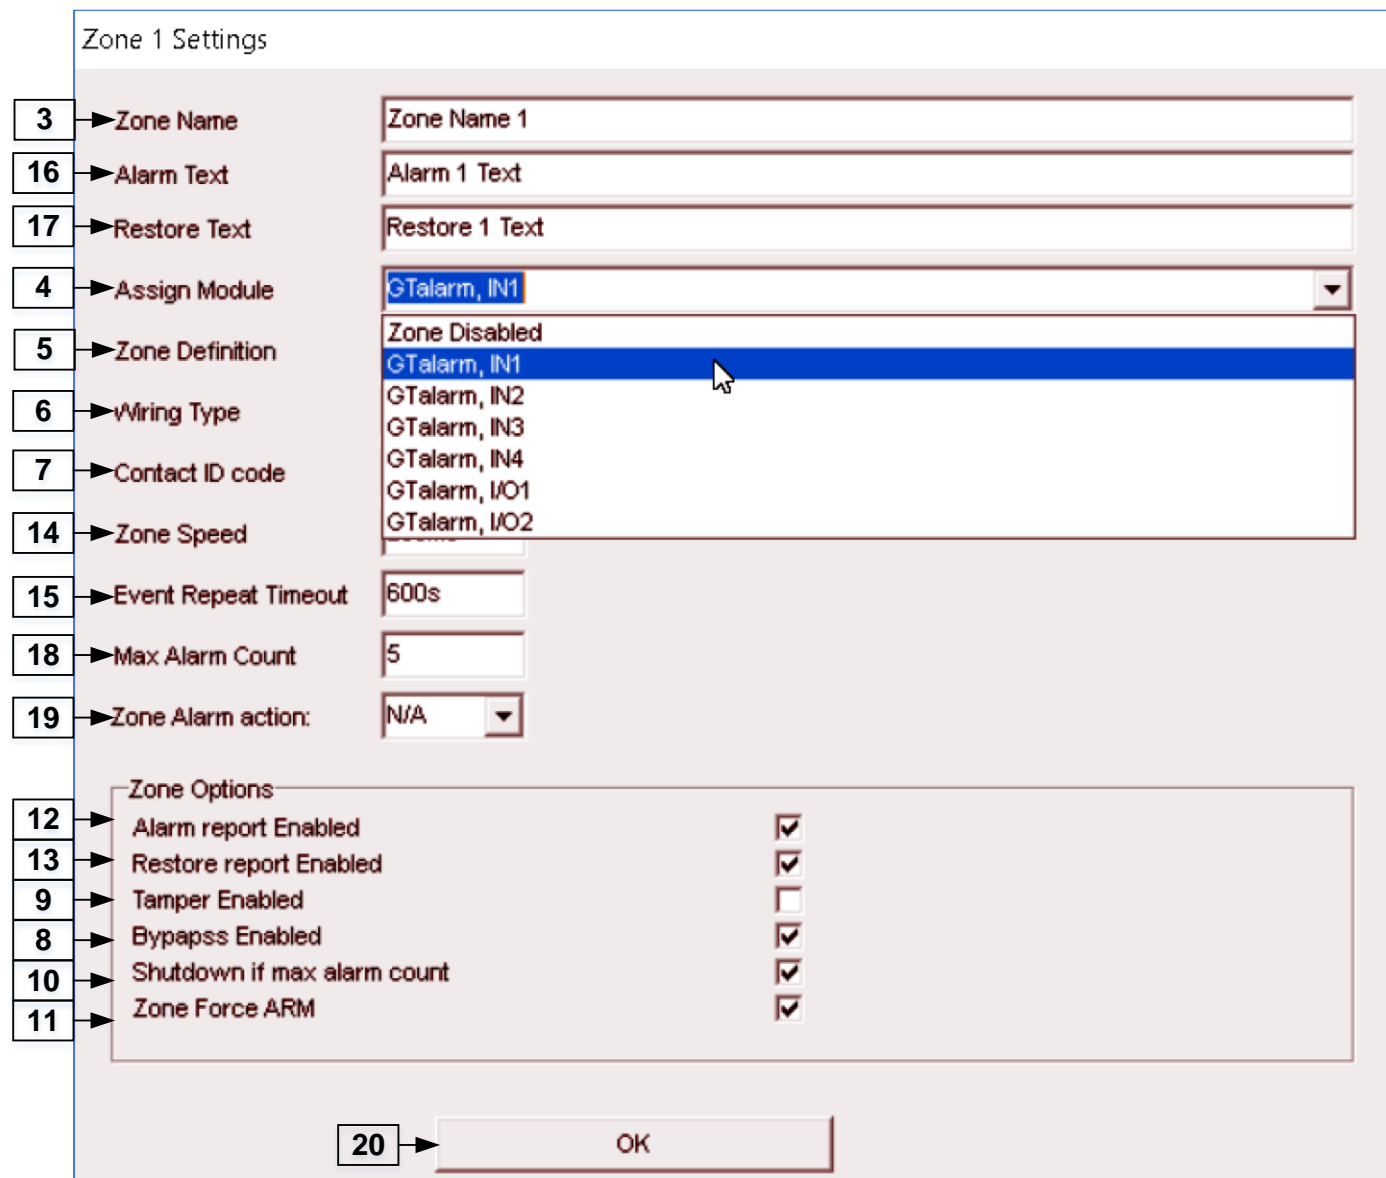 Zone 1 Settings
3 Zone Name Zone Name 1
16 Alarm Text Alarm 1 Text
17 Restore Text Restore 1 Text
4 Assign Module GTalarm, IN1
Zone Disabled
5 Zone Definition
GTalarm, IN1
GTalarm, IN2
6 Wiring Type
GTalarm, IN3
GTalarm, IN4
7 Contact ID code
GTalarm, I/O1
GTalarm, I/O2
14 Zone Speed
15 Event Repeat Timeout 600s
18 Max Alarm Count 5
19 Zone Alarm action: N/A
Zone Options
12 Alarm report Enabled
13 Restore report Enabled
9 Tamper Enabled
8 Bypapss Enabled
10 Shutdown if max alarm count
11 Zone Force ARM
20 OK